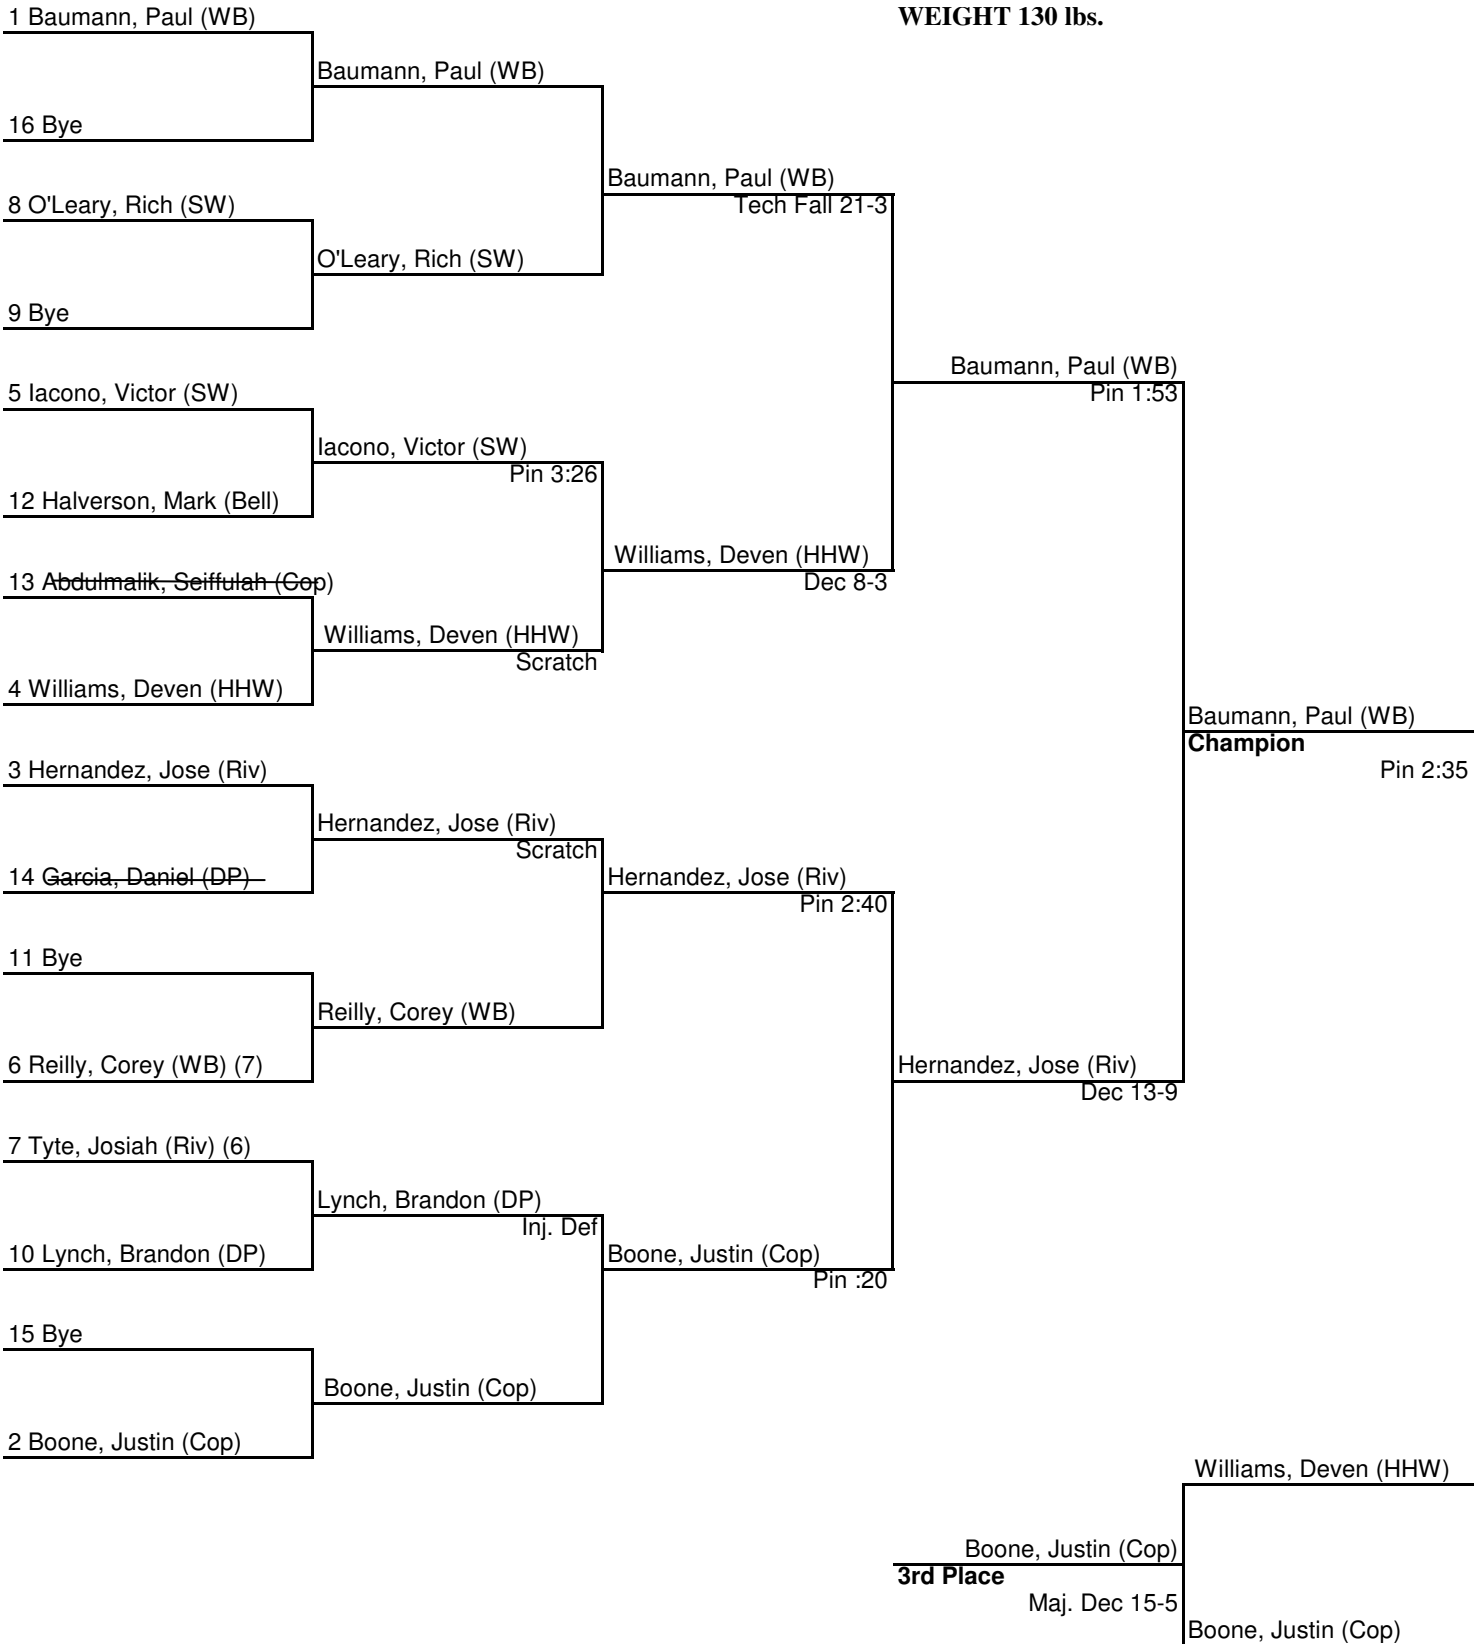 1 Baumann, Paul (WB)
WEIGHT 130 lbs.
Baumann, Paul (WB)
16 Bye
Baumann, Paul (WB)
Tech Fall 21-3
8 O'Leary, Rich (SW)
O'Leary, Rich (SW)
9 Bye
Baumann, Paul (WB)
Pin 1:53
5 Iacono, Victor (SW)
Iacono, Victor (SW)
Pin 3:26
12 Halverson, Mark (Bell)
Williams, Deven (HHW)
Dec 8-3
13 Abdulmalik, Seiffulah (Cop)
Williams, Deven (HHW)
Scratch
4 Williams, Deven (HHW)
Baumann, Paul (WB)
Champion
Pin 2:35
3 Hernandez, Jose (Riv)
Hernandez, Jose (Riv)
Scratch
14 Garcia, Daniel (DP)
Hernandez, Jose (Riv)
Pin 2:40
11 Bye
Reilly, Corey (WB)
6 Reilly, Corey (WB) (7)
Hernandez, Jose (Riv)
Dec 13-9
7 Tyte, Josiah (Riv) (6)
Lynch, Brandon (DP)
Inj. Def
10 Lynch, Brandon (DP)
Boone, Justin (Cop)
Pin :20
15 Bye
Boone, Justin (Cop)
2 Boone, Justin (Cop)
Williams, Deven (HHW)
Boone, Justin (Cop)
3rd Place
Maj. Dec 15-5
Boone, Justin (Cop)